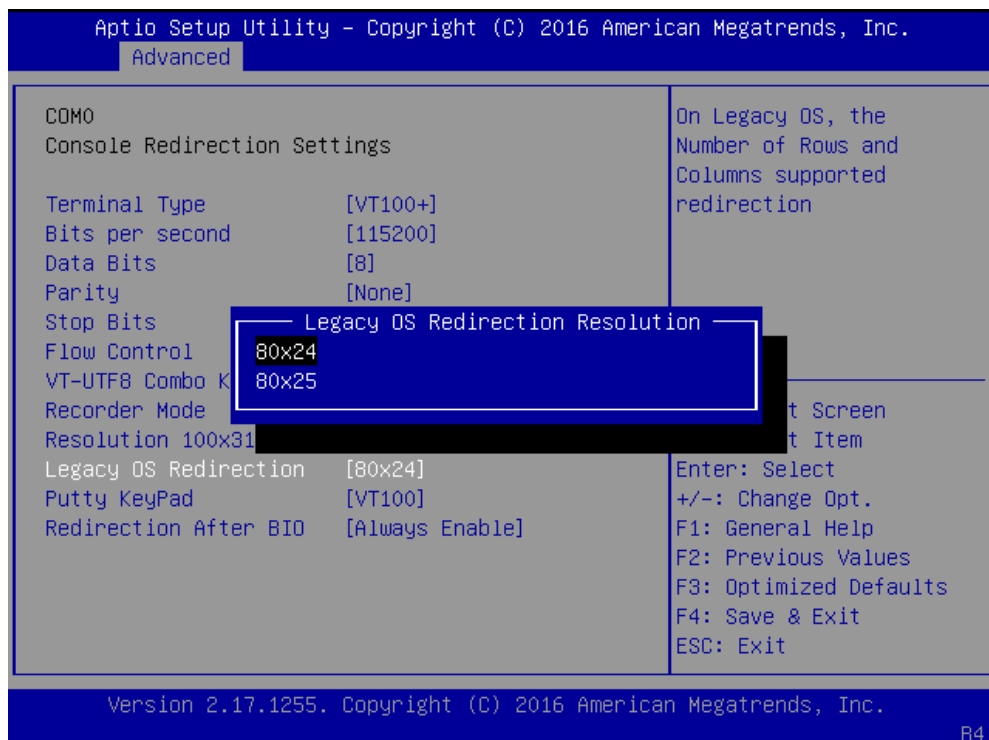 Aptio Setup Utility – Copyright (C) 2016 American Megatrends, Inc.
Advanced
COM0
Console Redirection Settings
Terminal Type [VT100+]
Bits per second [115200]
Data Bits [8]
Parity [None]
Stop Bits
Flow Control
VT-UTF8 Combo K
Recorder Mode
Resolution 100x31
Legacy OS Redirection [80x24]
Putty KeyPad [VT100]
Redirection After BIO [Always Enable]
Legacy OS Redirection Resolution
80x24
80x25
On Legacy OS, the
Number of Rows and
Columns supported
redirection
t Screen
t Item
Enter: Select
+/-: Change Opt.
F1: General Help
F2: Previous Values
F3: Optimized Defaults
F4: Save & Exit
ESC: Exit
Version 2.17.1255. Copyright (C) 2016 American Megatrends, Inc.
B4